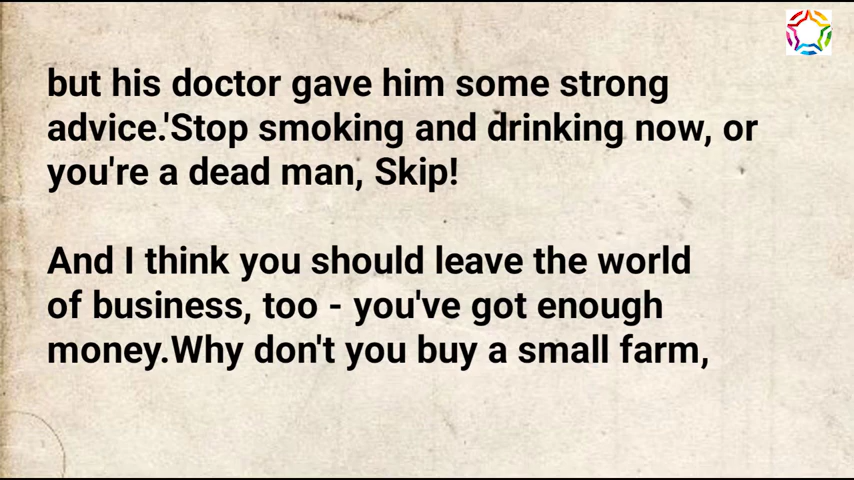 but his doctor gave him some strong
advice.'Stop smoking and drinking now, or
you're a dead man, Skip!
And I think you should leave the world
of business, too - you've got enough
money.Why don't you buy a small farm,